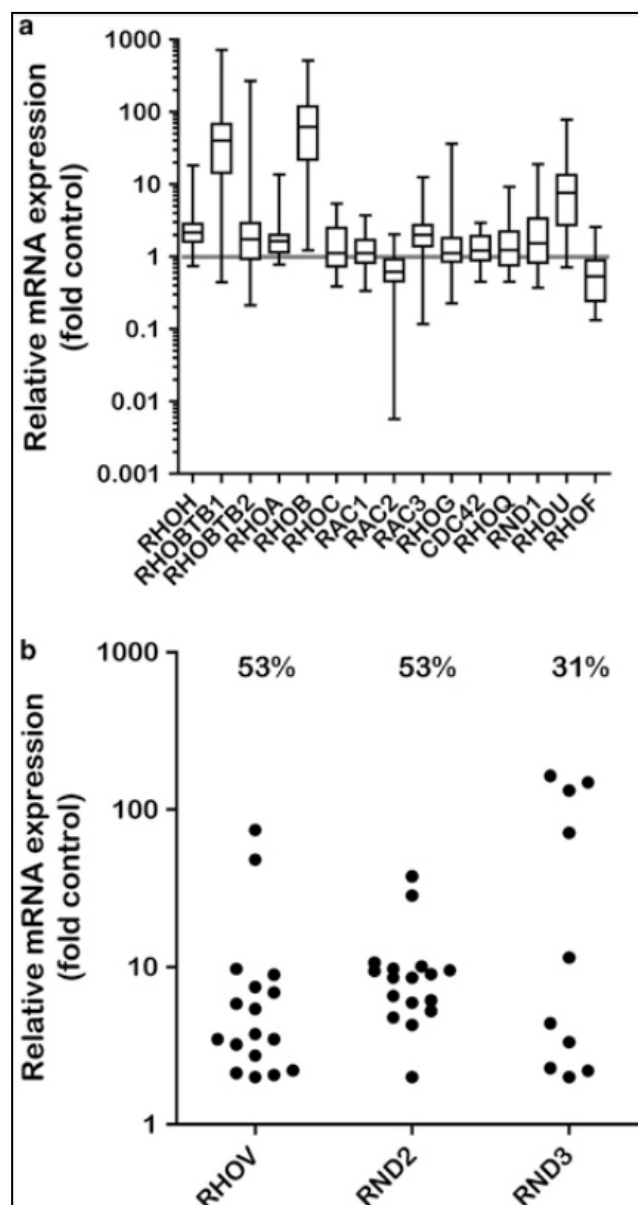 a
Relative mRNA expression
(fold control)
1000
100
10
1
0.1
0.01
0.001
RHOH
RHOBTB1
RHOBTB2
RHOA
RHOB
RHOC
RAC1
RAC2
RAC3
RHOG
CDC42
RHOQ
RND1
RHOU
RHOF
b
Relative mRNA expression
(fold control)
1000
100
10
1
53%
53%
31%
RHOV
RND2
RND3